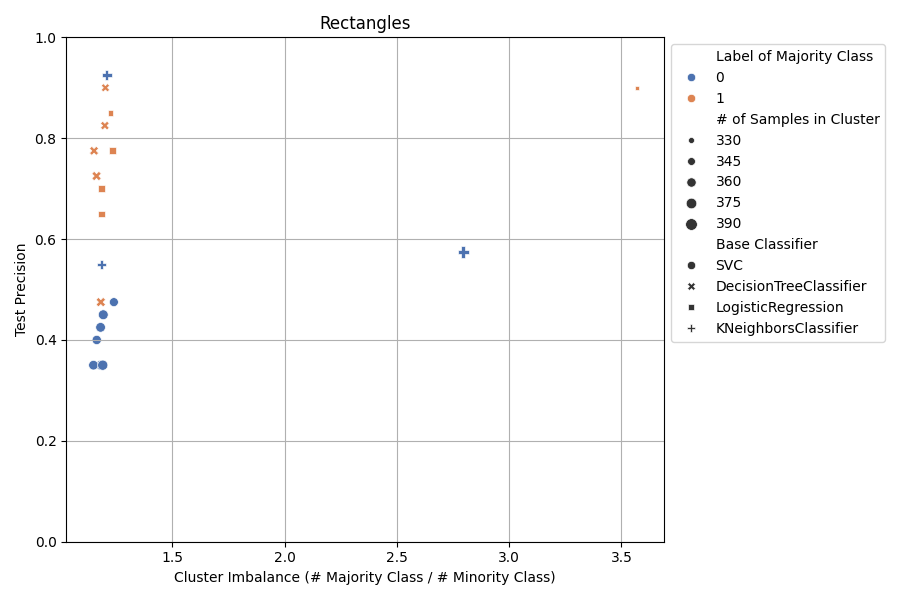 Rectangles
Test Precision
1.0
0.8
0.6
0.4
0.2
0.0
1.5
2.0
2.5
3.0
3.5
Cluster Imbalance (# Majority Class / # Minority Class)
Label of Majority Class
0
1
# of Samples in Cluster
330
345
360
375
390
Base Classifier
SVC
DecisionTreeClassifier
LogisticRegression
KNeighborsClassifier